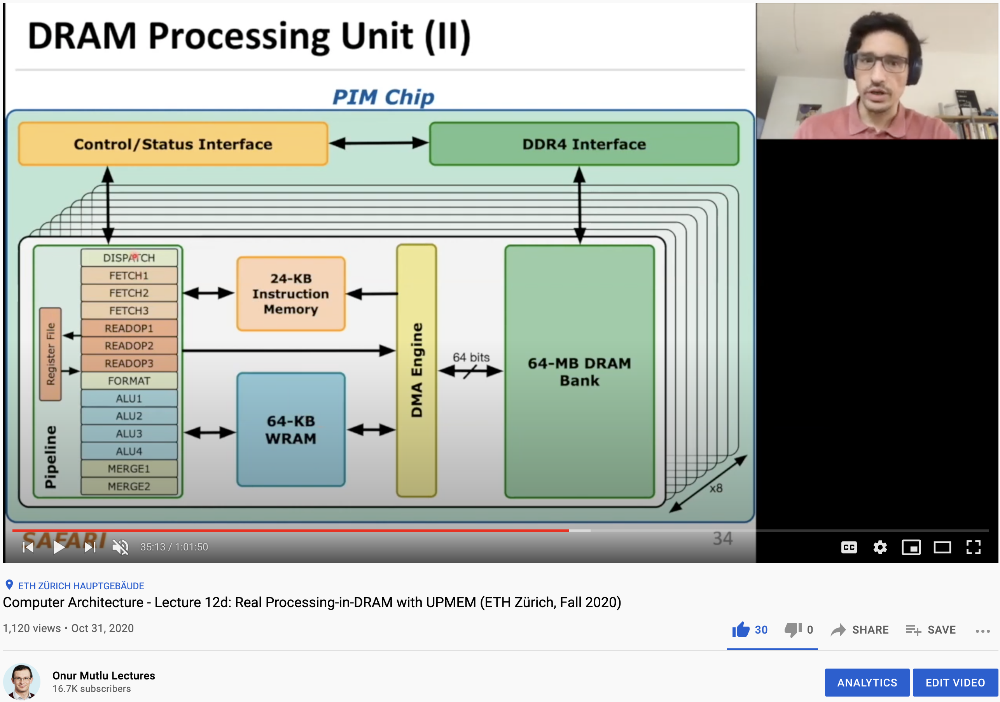 DRAM Processing Unit (II)
PIM Chip
Control/Status Interface
DDR4 Interface
DISPATCH
FETCH1
FETCH2
FETCH3
READOP1
READOP2
READOP3
FORMAT
ALU1
ALU2
ALU3
ALU4
MERGE1
MERGE2
Register File
Pipeline
24-KB
Instruction
Memory
64-KB
WRAM
DMA Engine
64 bits
64-MB DRAM
Bank
x8
SAFARI
34
35:13 / 1:01:50
CC
ETH ZÜRICH HAUPTGEBÄUDE
Computer Architecture - Lecture 12d: Real Processing-in-DRAM with UPMEM (ETH Zürich, Fall 2020)
1,120 views • Oct 31, 2020
30
0
SHARE
SAVE
Onur Mutlu Lectures
16.7K subscribers
ANALYTICS
EDIT VIDEO